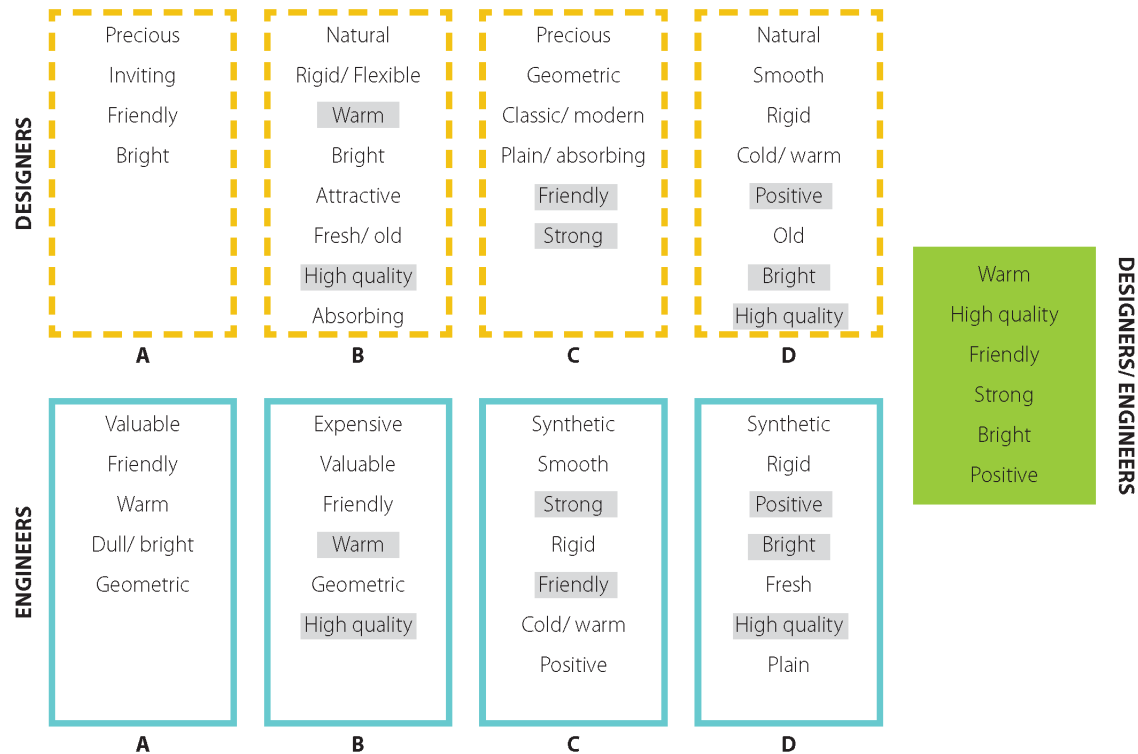 DESIGNERS
Precious
Inviting
Friendly
Bright
A
Natural
Rigid/ Flexible
Warm
Bright
Attractive
Fresh/ old
High quality
Absorbing
B
Precious
Geometric
Classic/ modern
Plain/ absorbing
Friendly
Strong
C
Natural
Smooth
Rigid
Cold/ warm
Positive
Old
Bright
High quality
D
ENGINEERS
Valuable
Friendly
Warm
Dull/ bright
Geometric
A
Expensive
Valuable
Friendly
Warm
Geometric
High quality
B
Synthetic
Smooth
Strong
Rigid
Friendly
Cold/ warm
Positive
C
Synthetic
Rigid
Positive
Bright
Fresh
High quality
Plain
D
Warm
High quality
Friendly
Strong
Bright
Positive
DESIGNERS/ ENGINEERS